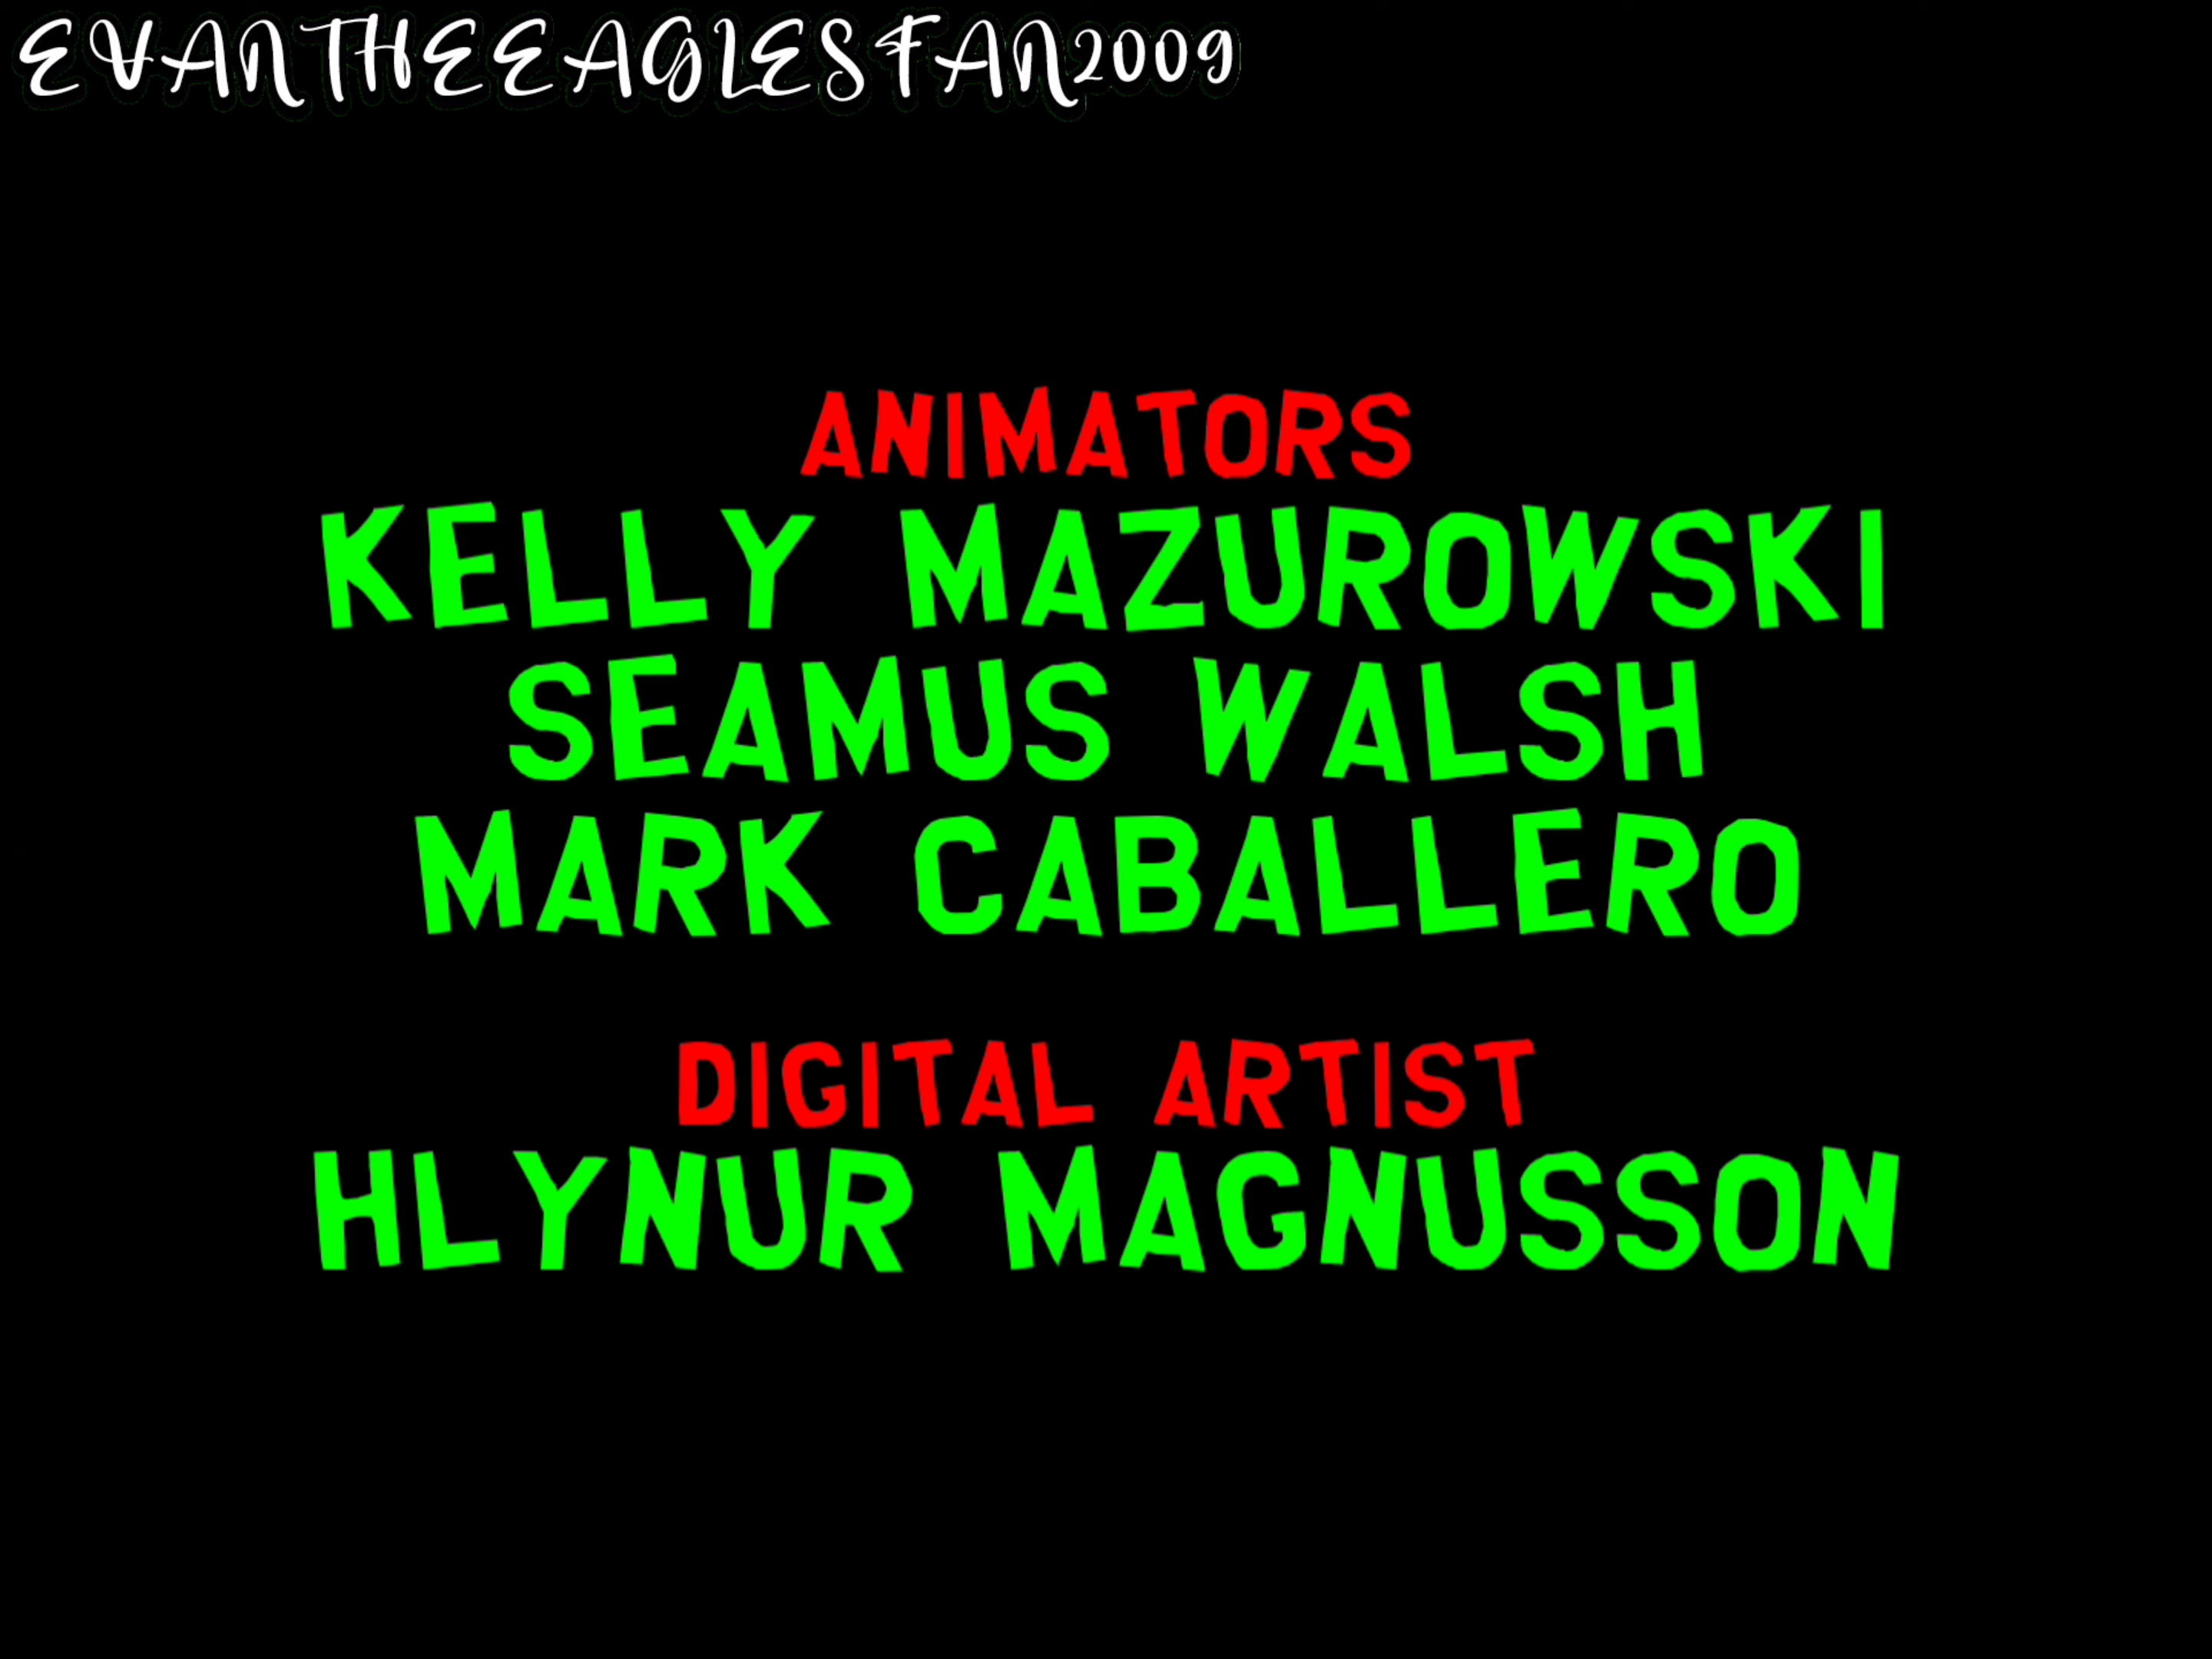 EVANTHEEAGLESFAN2009
ANIMATORS
KELLY MAZUROWSKI
SEAMUS WALSH
MARK CABALLERO
DIGITAL ARTIST
HLYNUR MAGNUSSON